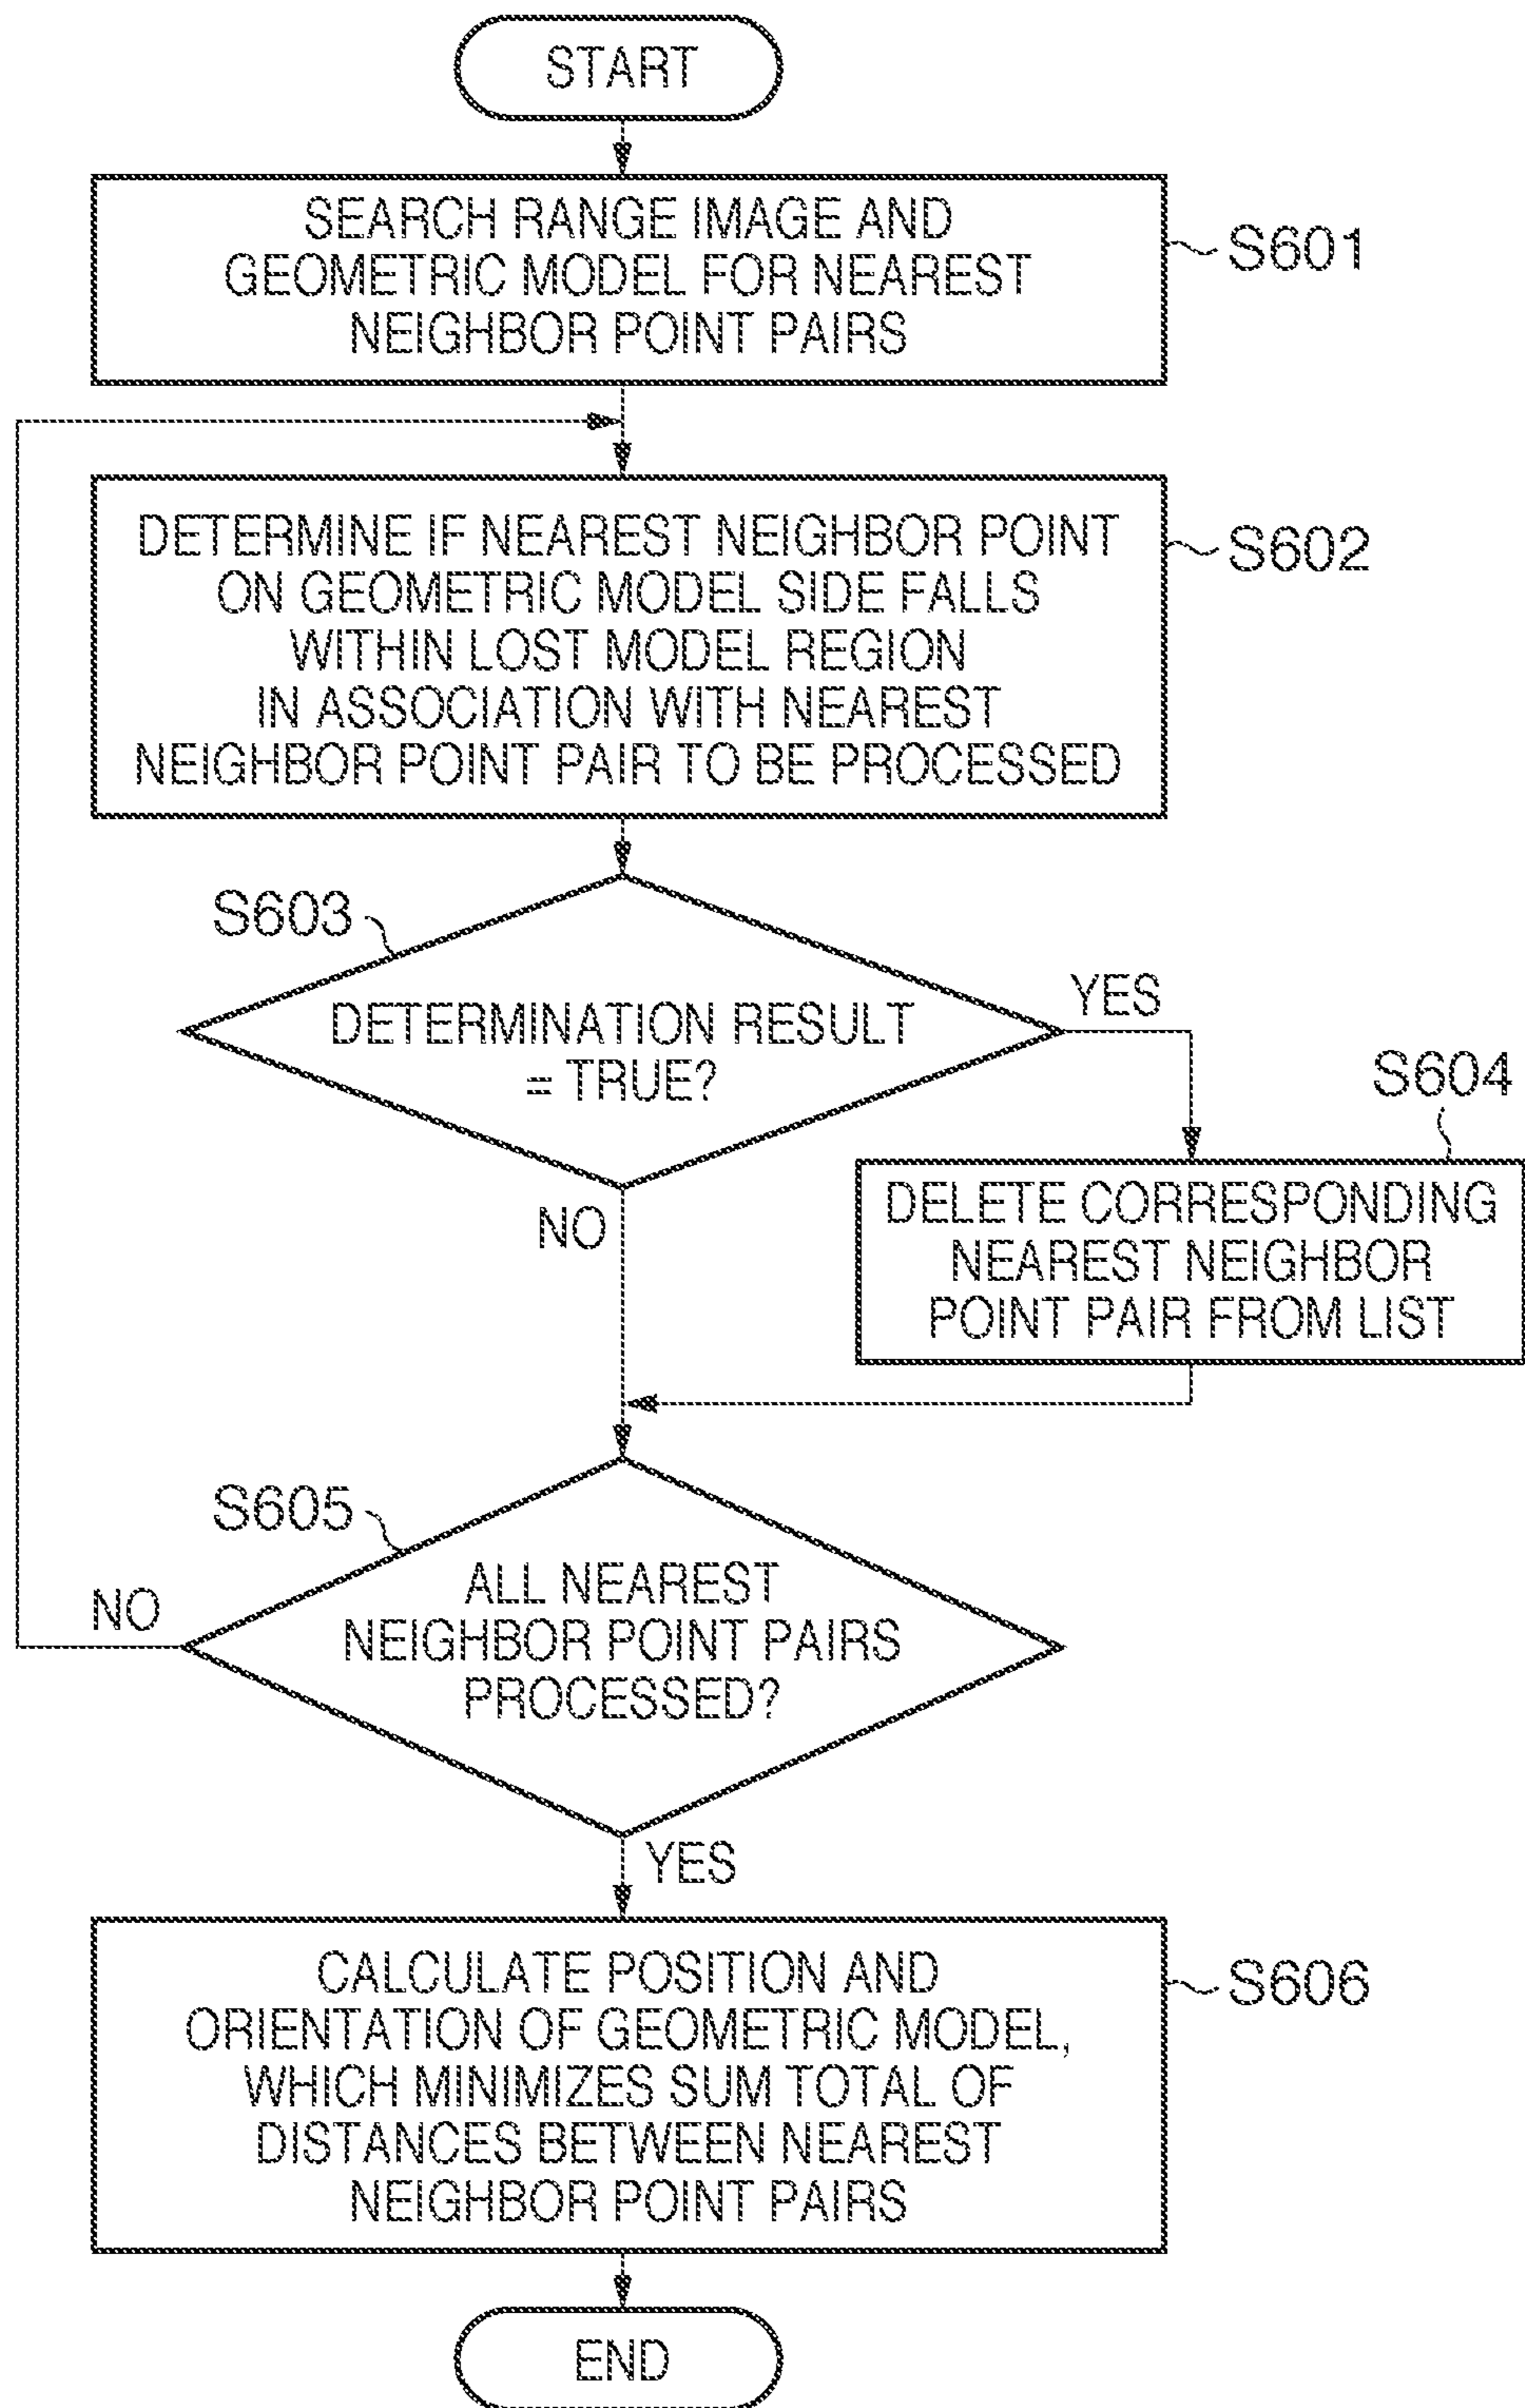 START
SEARCH RANGE IMAGE AND
GEOMETRIC MODEL FOR NEAREST
NEIGHBOR POINT PAIRS
S601
DETERMINE IF NEAREST NEIGHBOR POINT
ON GEOMETRIC MODEL SIDE FALLS
WITHIN LOST MODEL REGION
IN ASSOCIATION WITH NEAREST
NEIGHBOR POINT PAIR TO BE PROCESSED
S602
S603
DETERMINATION RESULT
= TRUE?
YES
NO
S604
DELETE CORRESPONDING
NEAREST NEIGHBOR
POINT PAIR FROM LIST
S605
ALL NEAREST
NEIGHBOR POINT PAIRS
PROCESSED?
NO
YES
CALCULATE POSITION AND
ORIENTATION OF GEOMETRIC MODEL,
WHICH MINIMIZES SUM TOTAL OF
DISTANCES BETWEEN NEAREST
NEIGHBOR POINT PAIRS
S606
END